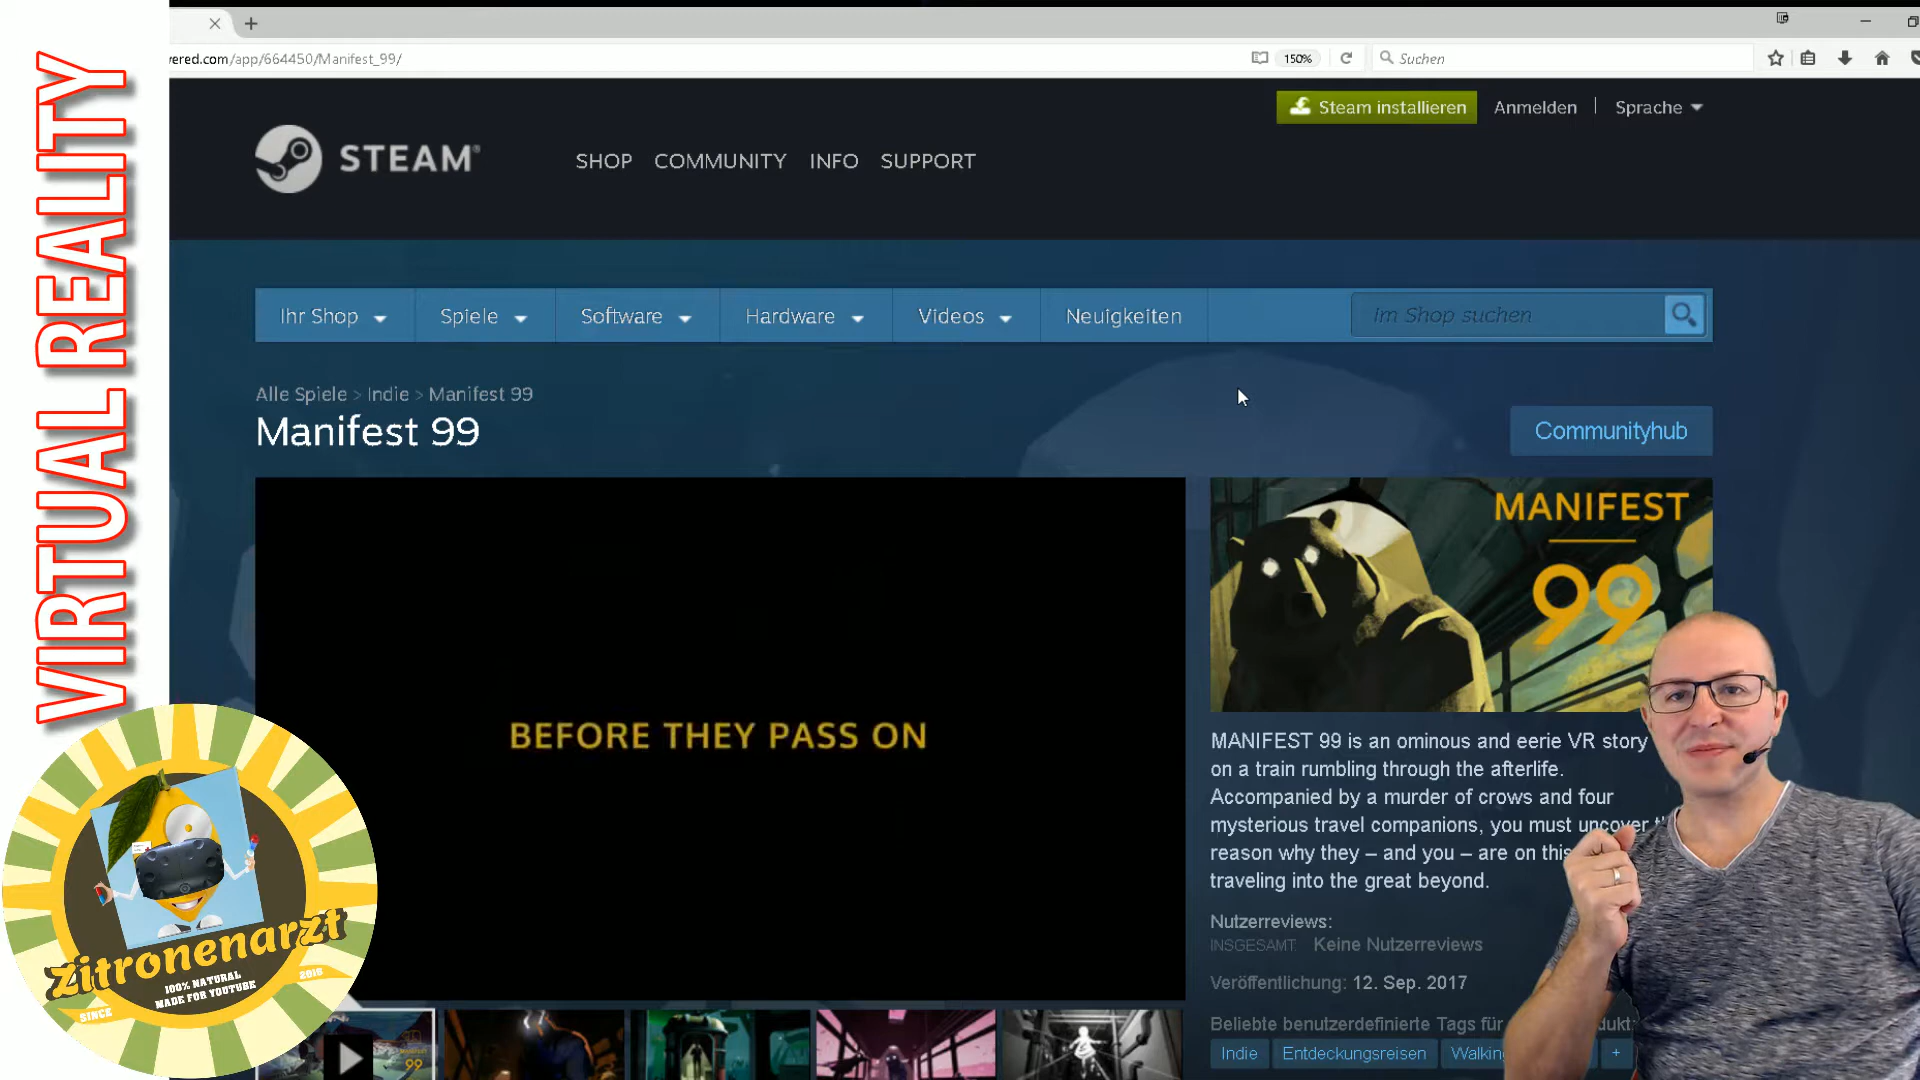 VIRTUAL REALITY
vered.com/app/664450/Manifest_99/
150%
Suchen
Steam installieren
Anmelden
Sprache
STEAM®
SHOP
COMMUNITY
INFO
SUPPORT
Ihr Shop
Spiele
Software
Hardware
Videos
Neuigkeiten
Im Shop suchen
Alle Spiele > Indie > Manifest 99
Manifest 99
Communityhub
BEFORE THEY PASS ON
MANIFEST
99
MANIFEST 99 is an ominous and eerie VR story
on a train rumbling through the afterlife.
Accompanied by a murder of crows and four
mysterious travel companions, you must uncover
reason why they – and you – are on this
traveling into the great beyond.
Nutzerreviews:
INSGESAMT: Keine Nutzerreviews
Veröffentlichung: 12. Sep. 2017
Beliebte benutzerdefinierte Tags für
Indie
Entdeckungsreisen
+
Zitronenarzt
100% NATURAL
MADE FOR YOUTUBE
SINCE
2016
99